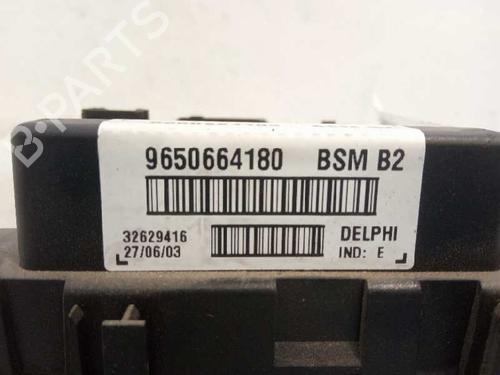 B-PARTS
9650664180 BSM B2
32629416 DELPHI
27/06/03 IND: E